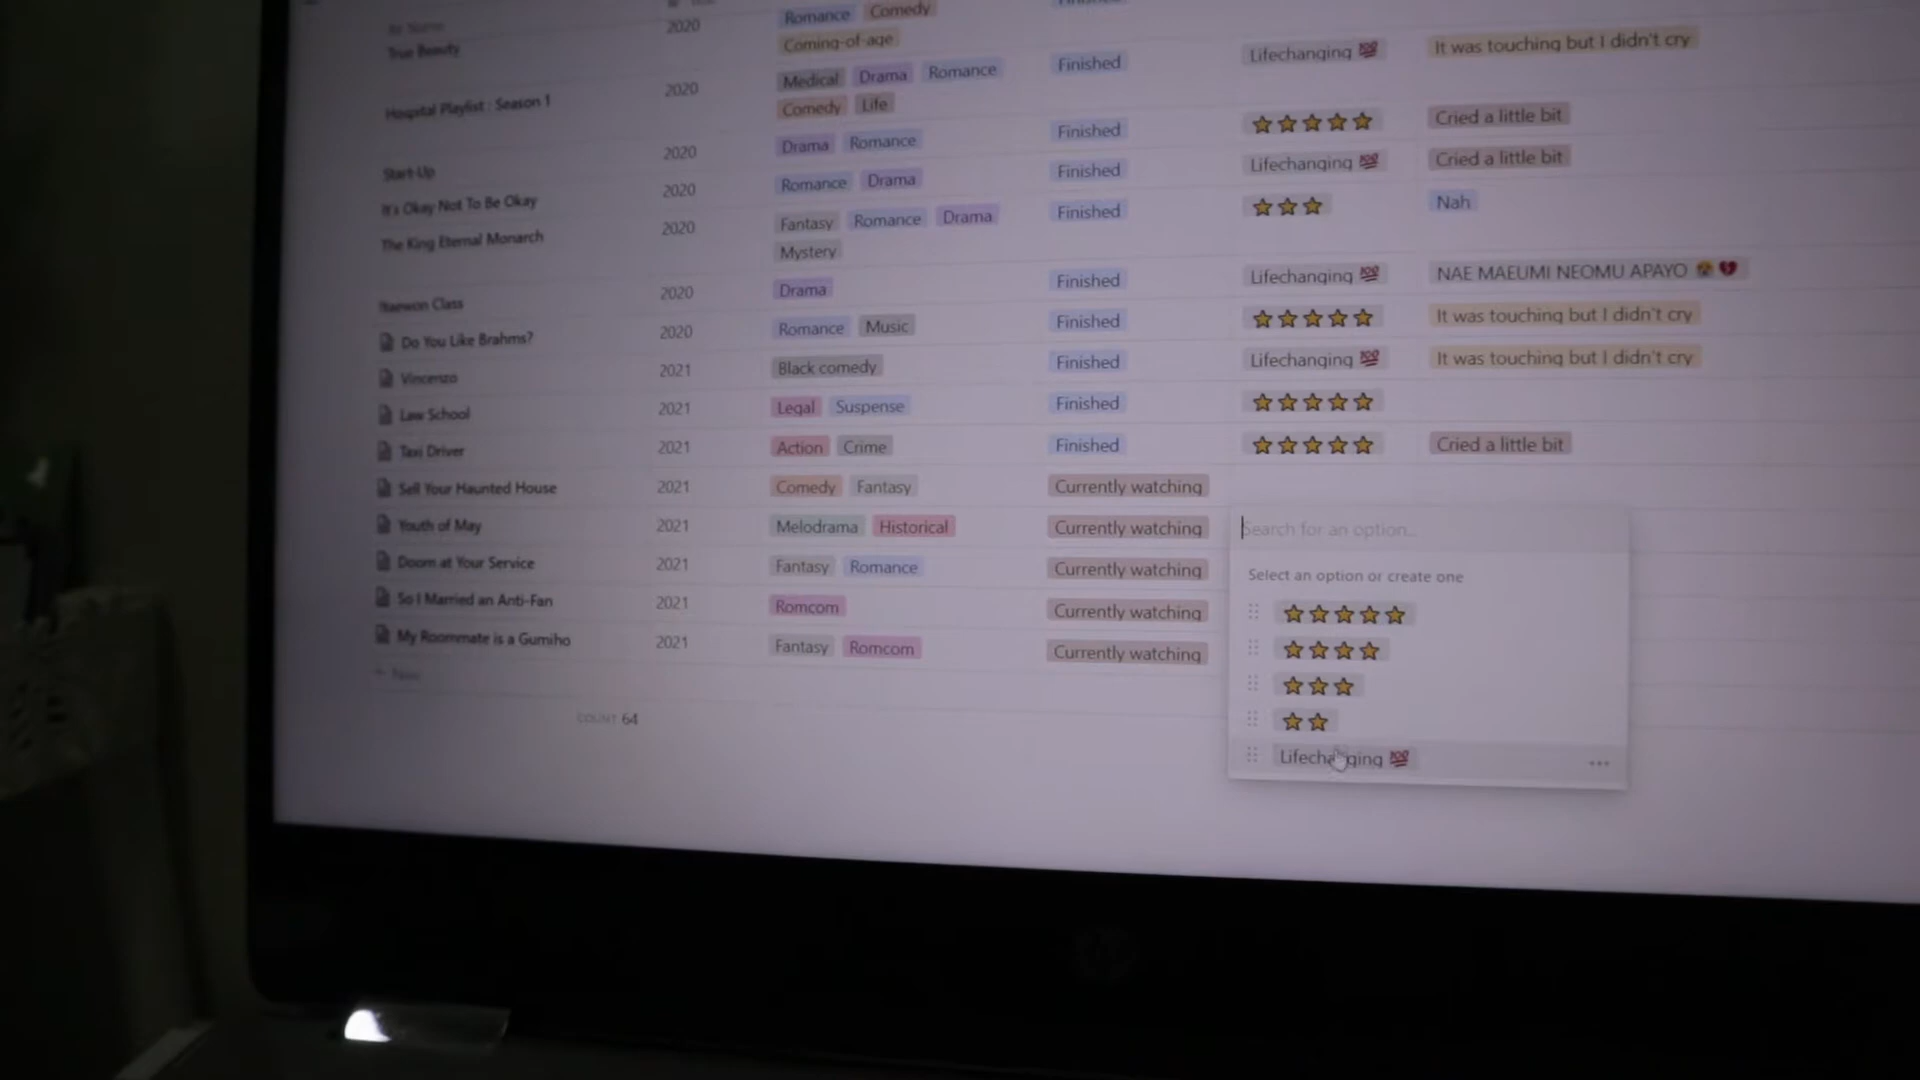 2020 Romance Comedy
True Beauty Coming-of-age
Lifechanging 💯 It was touching but I didn't cry
Hospital Playlist : Season 1 2020 Medical Drama Romance Finished
Comedy Life
⭐⭐⭐⭐⭐ Cried a little bit
Start-Up 2020 Drama Romance Finished
Lifechanging 💯 Cried a little bit
It's Okay Not To Be Okay 2020 Romance Drama Finished
⭐⭐⭐ Nah
The King Eternal Monarch 2020 Fantasy Romance Drama Finished
Mystery
Lifechanging 💯 NAE MAEUMI NEOMU APAYO 😭💔
Itaewon Class 2020 Drama Finished
Do You Like Brahms? 2020 Romance Music Finished ⭐⭐⭐⭐⭐ It was touching but I didn't cry
Vincenzo 2021 Black comedy Finished Lifechanging 💯 It was touching but I didn't cry
Law School 2021 Legal Suspense Finished ⭐⭐⭐⭐⭐
Taxi Driver 2021 Action Crime Finished ⭐⭐⭐⭐⭐ Cried a little bit
Sell Your Haunted House 2021 Comedy Fantasy Currently watching
Youth of May 2021 Melodrama Historical Currently watching
Search for an option...
Doom at Your Service 2021 Fantasy Romance Currently watching
Select an option or create one
So I Married an Anti-Fan 2021 Romcom Currently watching
⭐⭐⭐⭐⭐
My Roommate is a Gumiho 2021 Fantasy Romcom Currently watching
⭐⭐⭐⭐
+ New
⭐⭐⭐
COUNT 64
⭐⭐
Lifechanging 💯